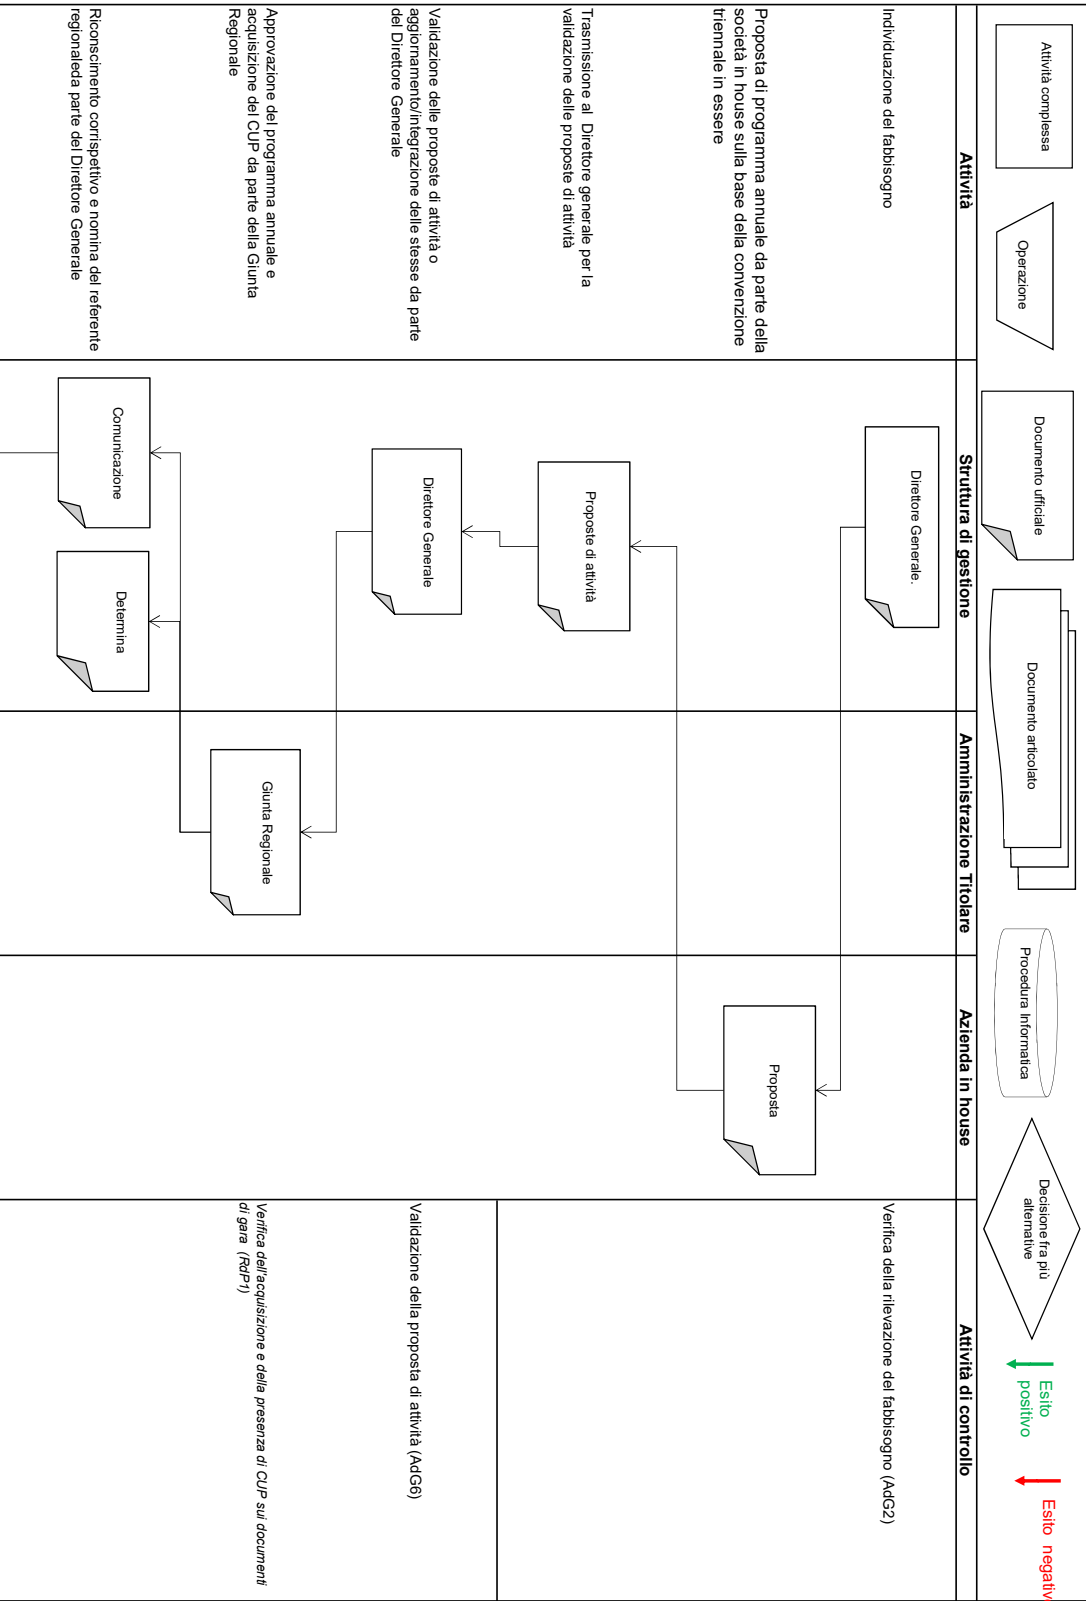 Attività complessa
Operazione
Documento ufficiale
Documento articolato
Procedura Informatica
Decisione fra più
alternative
Esito
positivo
Esito negativ
Attività
Struttura di gestione
Amministrazione Titolare
Azienda in house
Attività di controllo
Individuazione del fabbisogno
Direttore Generale.
Verifica della rilevazione del fabbisogno (AdG2)
Proposta di programma annuale da parte della
società in house sulla base della convenzione
triennale in essere
Proposta
Trasmissione al Direttore generale per la
validazione delle proposte di attività
Proposte di attività
Validazione delle proposte di attività o
aggiornamento/integrazione delle stesse da parte
del Direttore Generale
Direttore Generale
Validazione della proposta di attività (AdG6)
Approvazione del programma annuale e
acquisizione del CUP da parte della Giunta
Regionale
Giunta Regionale
Verifica dell'acquisizione e della presenza di CUP sui documenti
di gara (RdP1)
Riconscimento corrispettivo e nomina del referente
regionaleda parte del Direttore Generale
Comunicazione
Determina